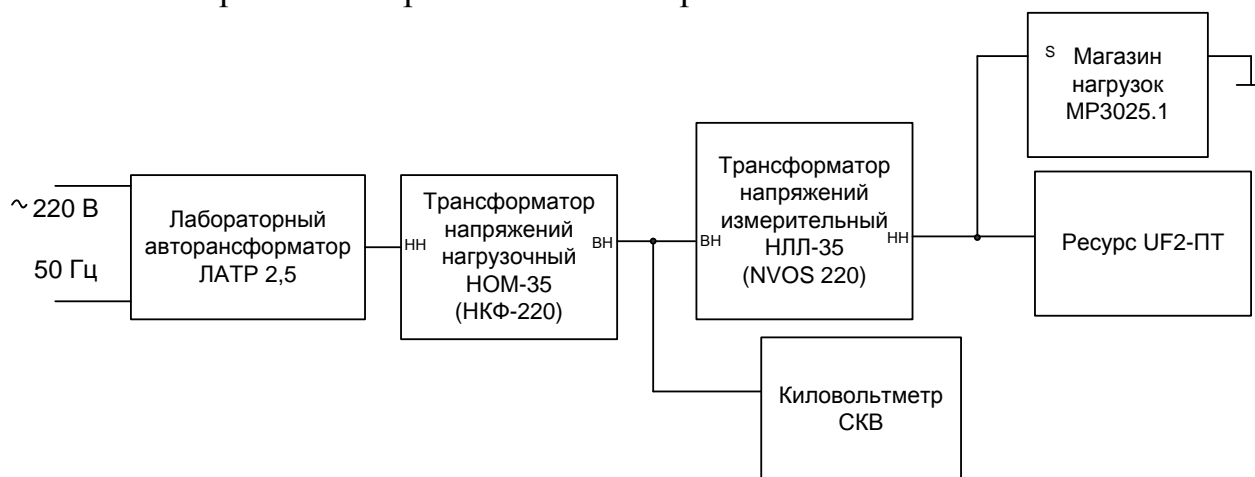 ~ 220 В
50 Гц
Лабораторный
авторансформатор
ЛАТР 2,5
НН
Трансформатор
напряжений
нагрузочный
НОМ-35
(НКФ-220)
ВН
ВН
Трансформатор
напряжений
измерительный
НЛЛ-35
(NVOS 220)
НН
S
Магазин
нагрузок
МР3025.1
Ресурс UF2-ПТ
Киловольтметр
СКВ